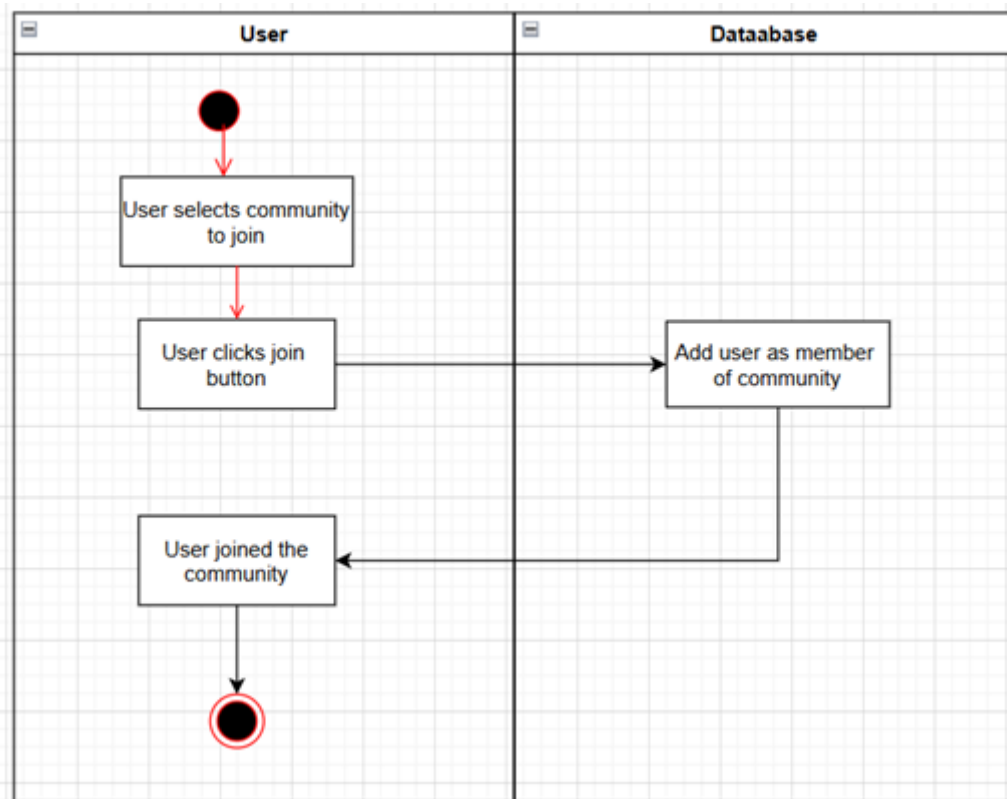 User
Dataabase
User selects community
to join
User clicks join
button
Add user as member
of community
User joined the
community